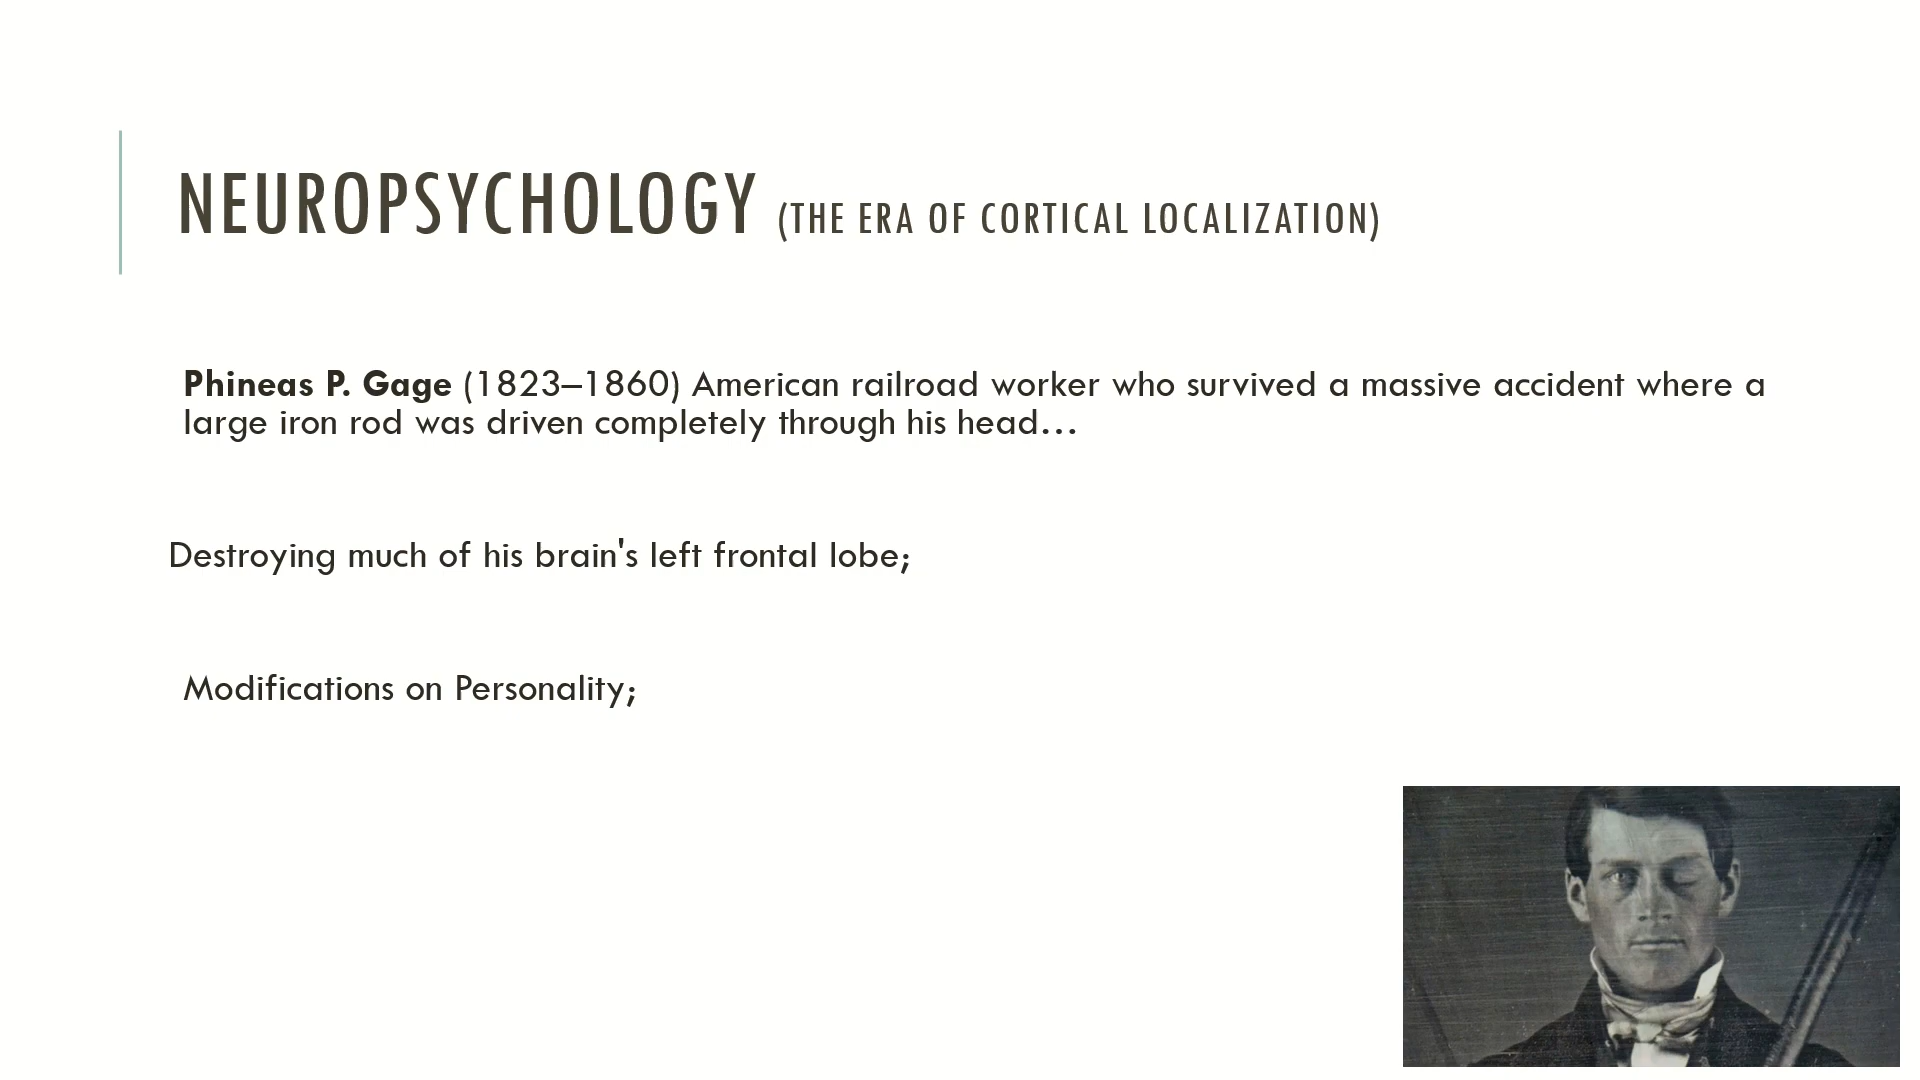 NEUROPSYCHOLOGY (THE ERA OF CORTICAL LOCALIZATION)
Phineas P. Gage (1823–1860) American railroad worker who survived a massive accident where a
large iron rod was driven completely through his head…
Destroying much of his brain's left frontal lobe;
Modifications on Personality;